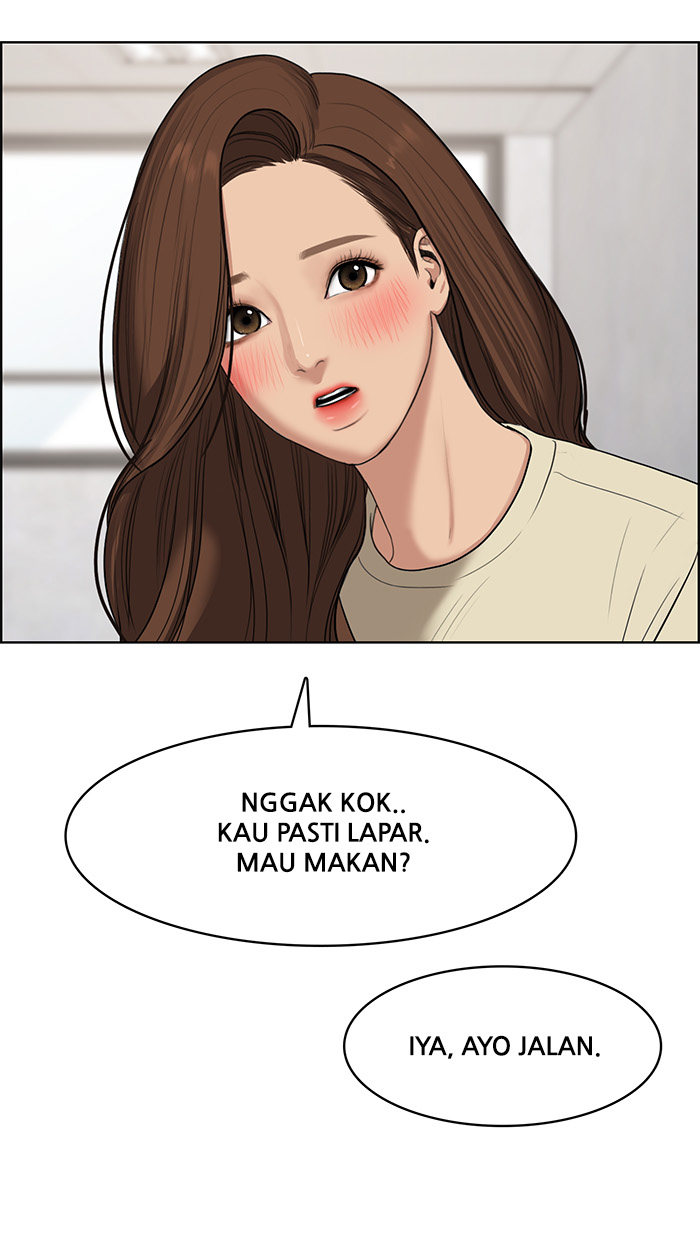 NGGAK KOK..
KAU PASTI LAPAR.
MAU MAKAN?
IYA, AYO JALAN.